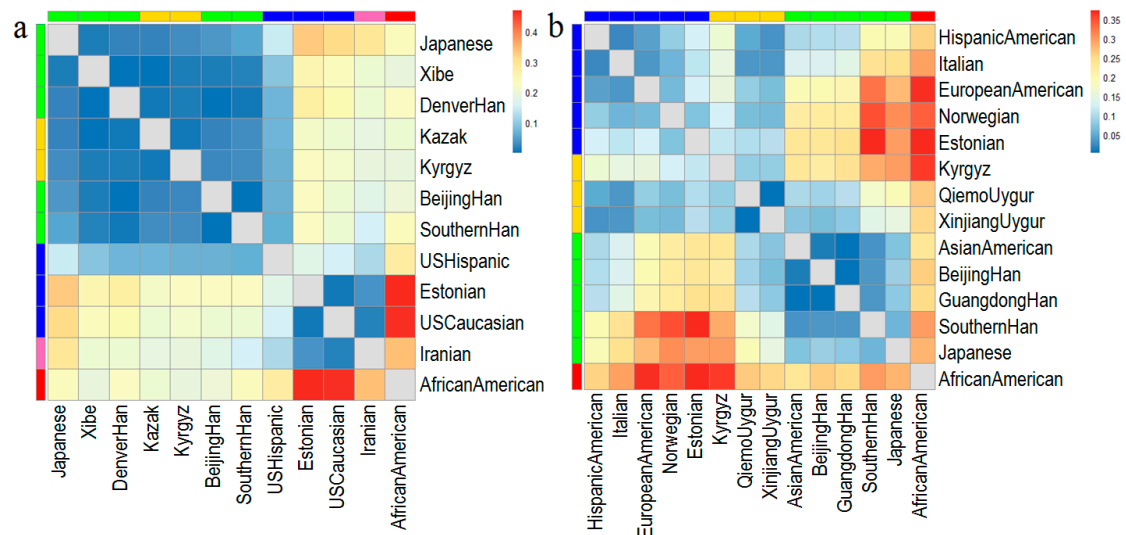 a
0.4
0.3
0.2
0.1
Japanese
Xibe
DenverHan
Kazak
Kyrgyz
BeijingHan
SouthernHan
USHispanic
Estonian
USCaucasian
Iranian
AfricanAmerican
Japanese
Xibe
DenverHan
Kazak
Kyrgyz
BeijingHan
SouthernHan
USHispanic
Estonian
USCaucasian
Iranian
AfricanAmerican
b
0.35
0.3
0.25
0.2
0.15
0.1
0.05
HispanicAmerican
Italian
EuropeanAmerican
Norwegian
Estonian
Kyrgyz
QiemoUygur
XinjiangUygur
AsianAmerican
BeijingHan
GuangdongHan
SouthernHan
Japanese
AfricanAmerican
HispanicAmerican
Italian
EuropeanAmerican
Norwegian
Estonian
Kyrgyz
QiemoUygur
XinjiangUygur
AsianAmerican
BeijingHan
GuangdongHan
SouthernHan
Japanese
AfricanAmerican